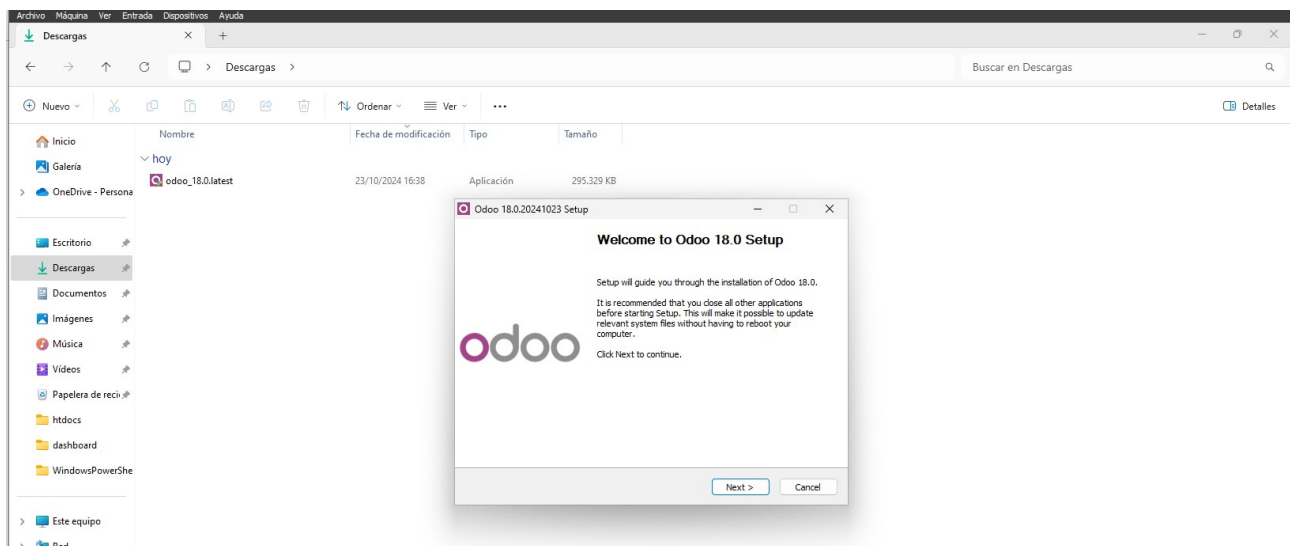 Archivo Máquina Ver Entrada Dispositivos Ayuda
Descargas
Descargas
Buscar en Descargas
Nuevo
Ordenar
Ver
Detalles
Nombre Fecha de modificación Tipo Tamaño
Inicio
Galería
OneDrive - Persona
Escritorio
Descargas
Documentos
Imágenes
Música
Vídeos
Papelera de reci
htdocs
dashboard
WindowsPowerShe
Este equipo
hoy
odoo_18.0.latest 23/10/2024 16:38 Aplicación 295.329 KB
Odoo 18.0.20241023 Setup
odoo
Welcome to Odoo 18.0 Setup
Setup will guide you through the installation of Odoo 18.0.
It is recommended that you close all other applications
before starting Setup. This will make it possible to update
relevant system files without having to reboot your
computer.
Click Next to continue.
Next >
Cancel